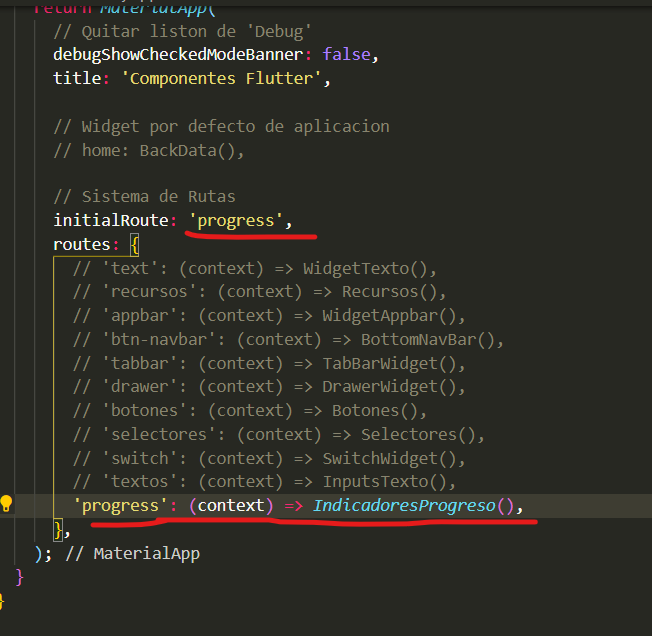 return MaterialApp(
// Quitar liston de 'Debug'
debugShowCheckedModeBanner: false,
title: 'Componentes Flutter',
// Widget por defecto de aplicacion
// home: BackData(),
// Sistema de Rutas
initialRoute: 'progress',
routes: {
// 'text': (context) => WidgetTexto(),
// 'recursos': (context) => Recursos(),
// 'appbar': (context) => WidgetAppbar(),
// 'btn-navbar': (context) => BottomNavBar(),
// 'tabbar': (context) => TabBarWidget(),
// 'drawer': (context) => DrawerWidget(),
// 'botones': (context) => Botones(),
// 'selectores': (context) => Selectores(),
// 'switch': (context) => SwitchWidget(),
// 'textos': (context) => InputsTexto(),
'progress': (context) => IndicadoresProgreso(),
},
); // MaterialApp
}
}